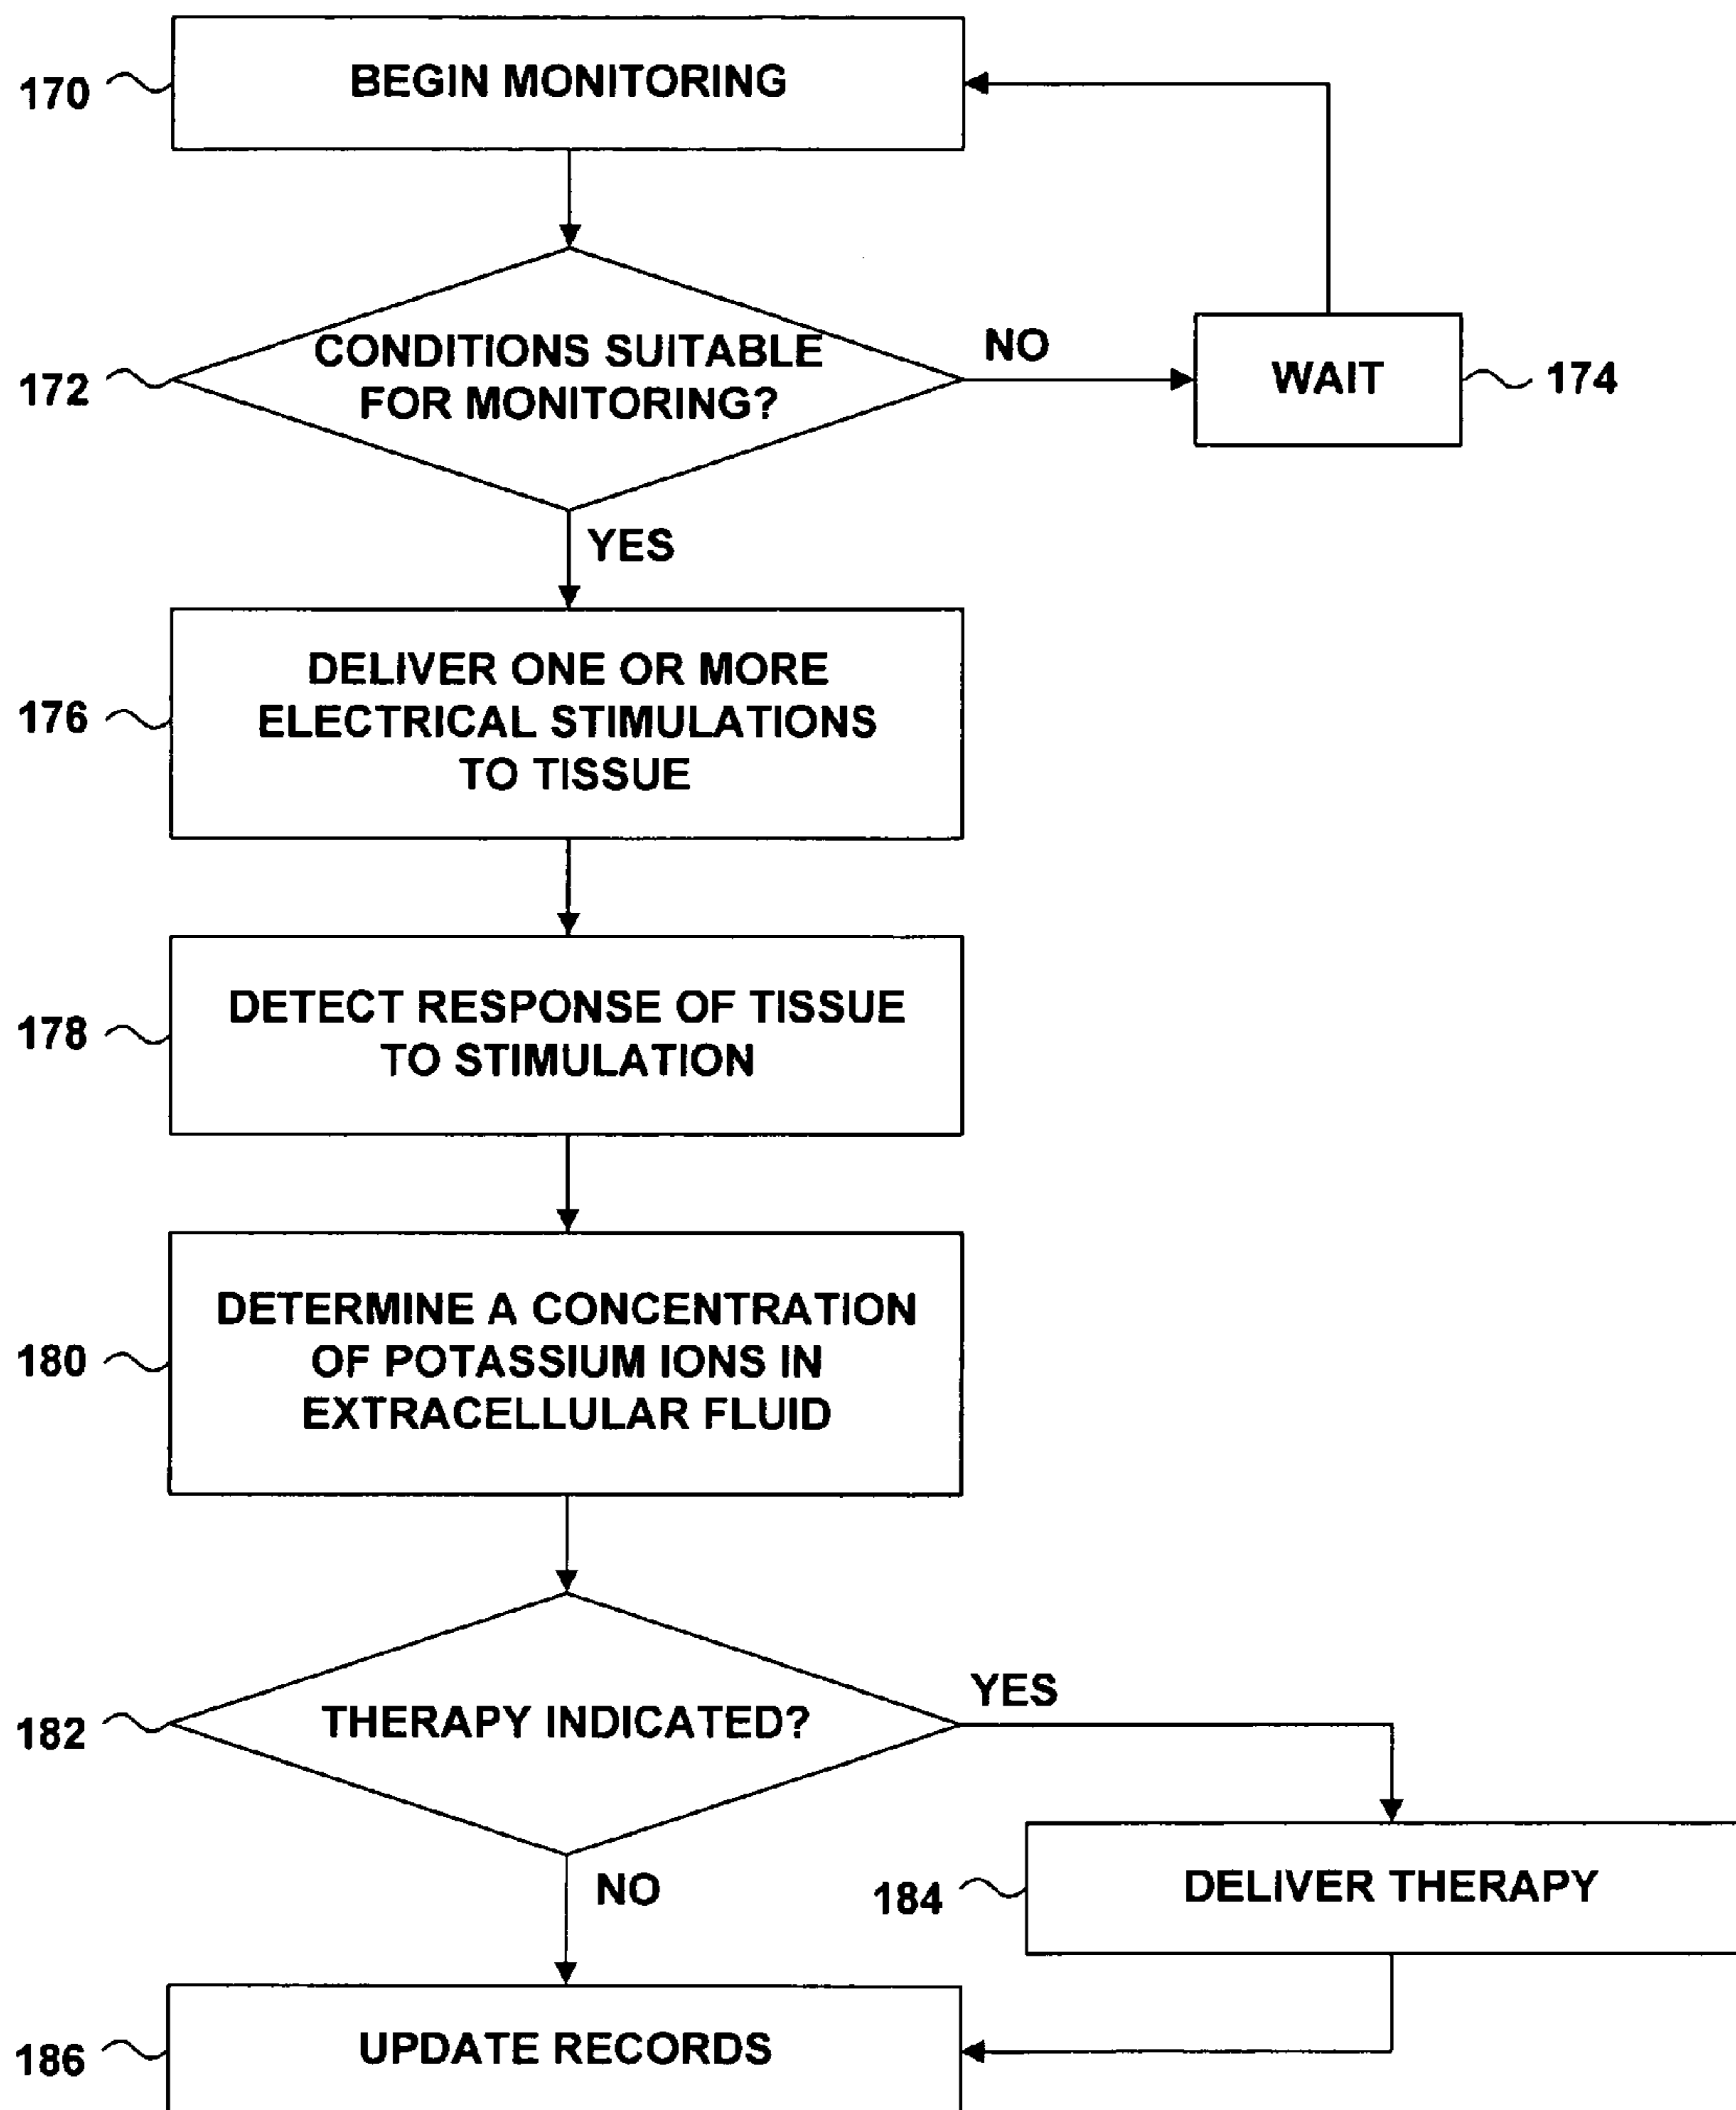 170
BEGIN MONITORING
172
CONDITIONS SUITABLE
FOR MONITORING?
NO
WAIT
174
YES
176
DELIVER ONE OR MORE
ELECTRICAL STIMULATIONS
TO TISSUE
178
DETECT RESPONSE OF TISSUE
TO STIMULATION
180
DETERMINE A CONCENTRATION
OF POTASSIUM IONS IN
EXTRACELLULAR FLUID
182
THERAPY INDICATED?
YES
NO
184
DELIVER THERAPY
186
UPDATE RECORDS